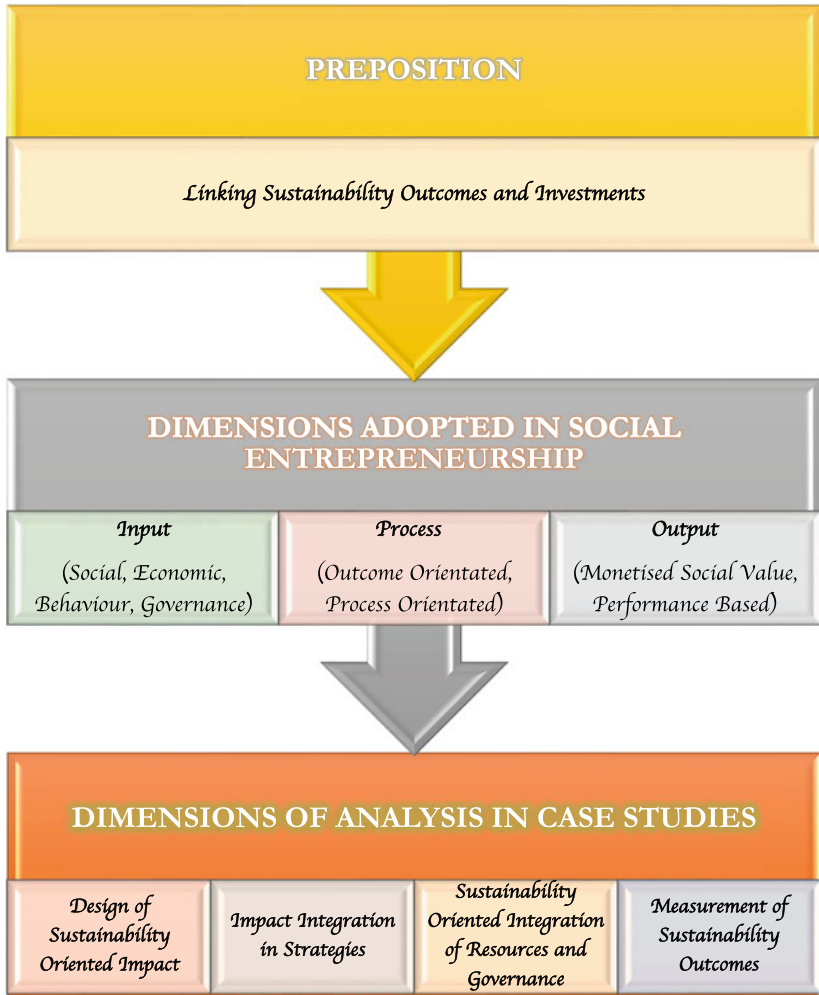 PREPOSITION
Linking Sustainability Outcomes and Investments
DIMENSIONS ADOPTED IN SOCIAL
ENTREPRENEURSHIP
Input
(Social, Economic,
Behaviour, Governance)
Process
(Outcome Orientated,
Process Orientated)
Output
(Monetised Social Value,
Performance Based)
DIMENSIONS OF ANALYSIS IN CASE STUDIES
Design of
Sustainability
Oriented Impact
Impact Integration
in Strategies
Sustainability
Oriented Integration
of Resources and
Governance
Measurement of
Sustainability
Outcomes